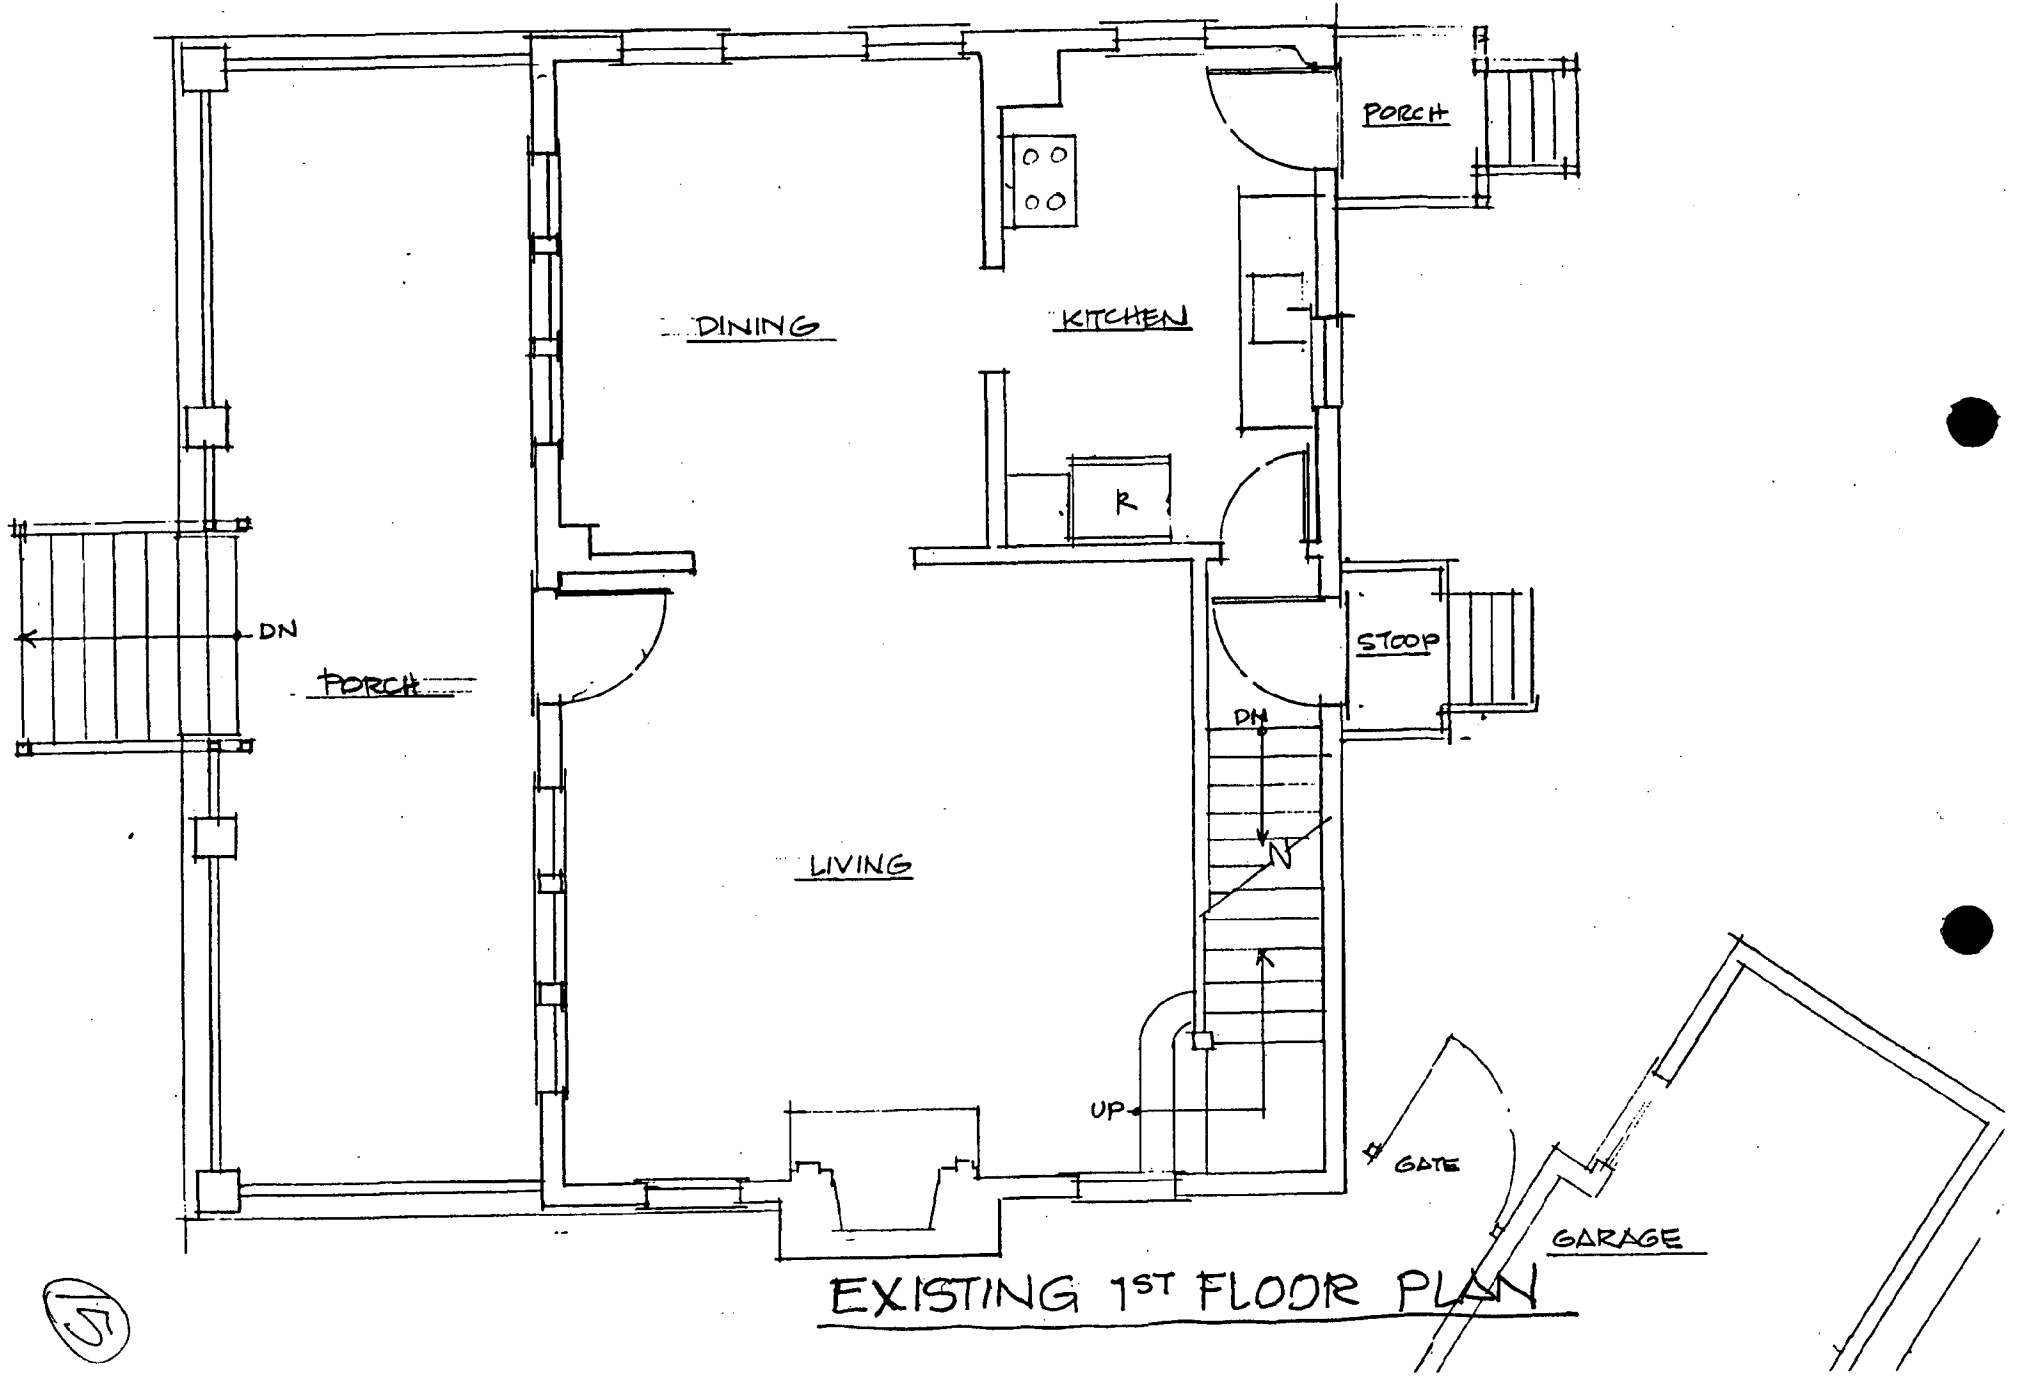 PORCH
DINING
KITCHEN
R
DN
PORCH
STOOP
DN
LIVING
UP
GATE
GARAGE
EXISTING 1ST FLOOR PLAN
5